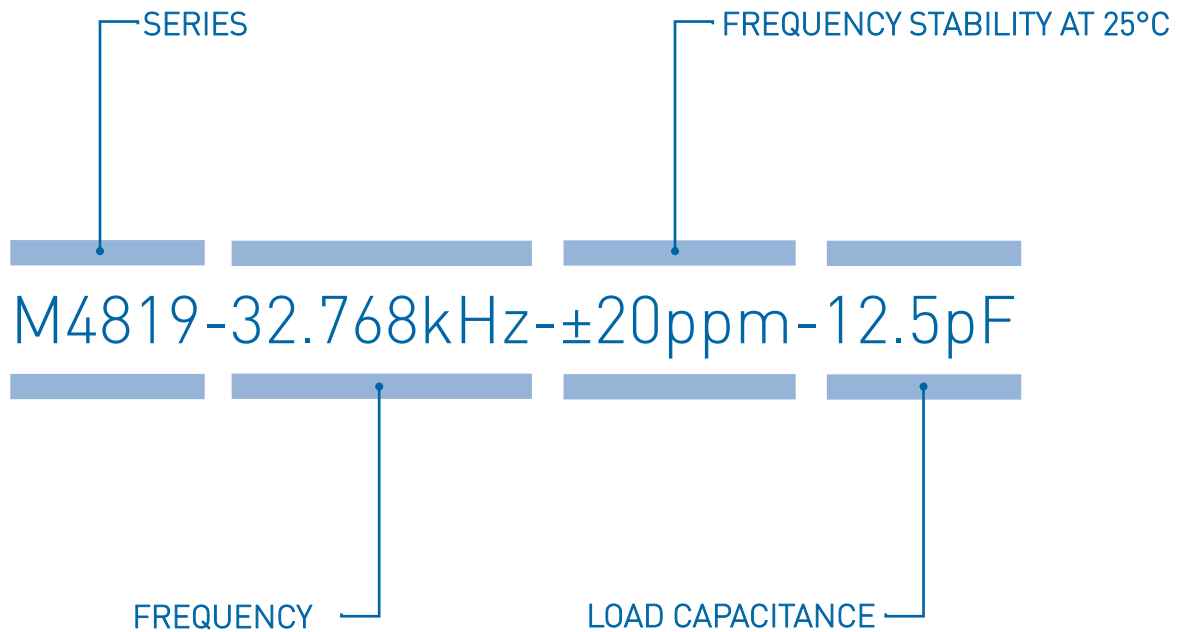 SERIES
FREQUENCY STABILITY AT 25°C
M4819-32.768kHz-±20ppm-12.5pF
FREQUENCY
LOAD CAPACITANCE